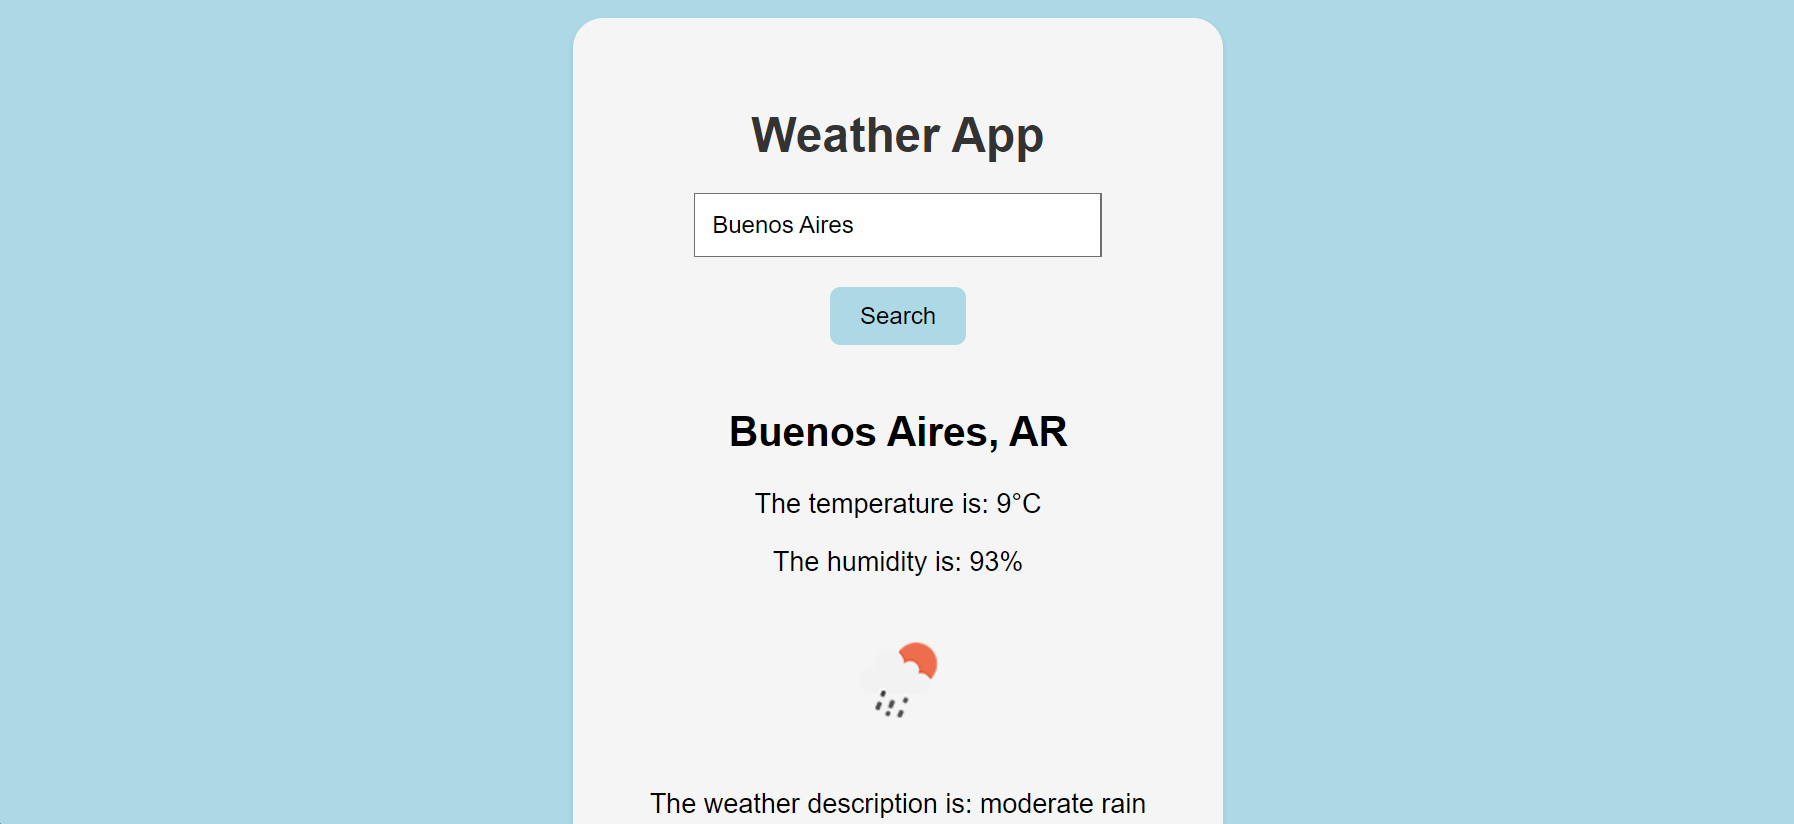 Weather App
Buenos Aires
Search
Buenos Aires, AR
The temperature is: 9°C
The humidity is: 93%
The weather description is: moderate rain